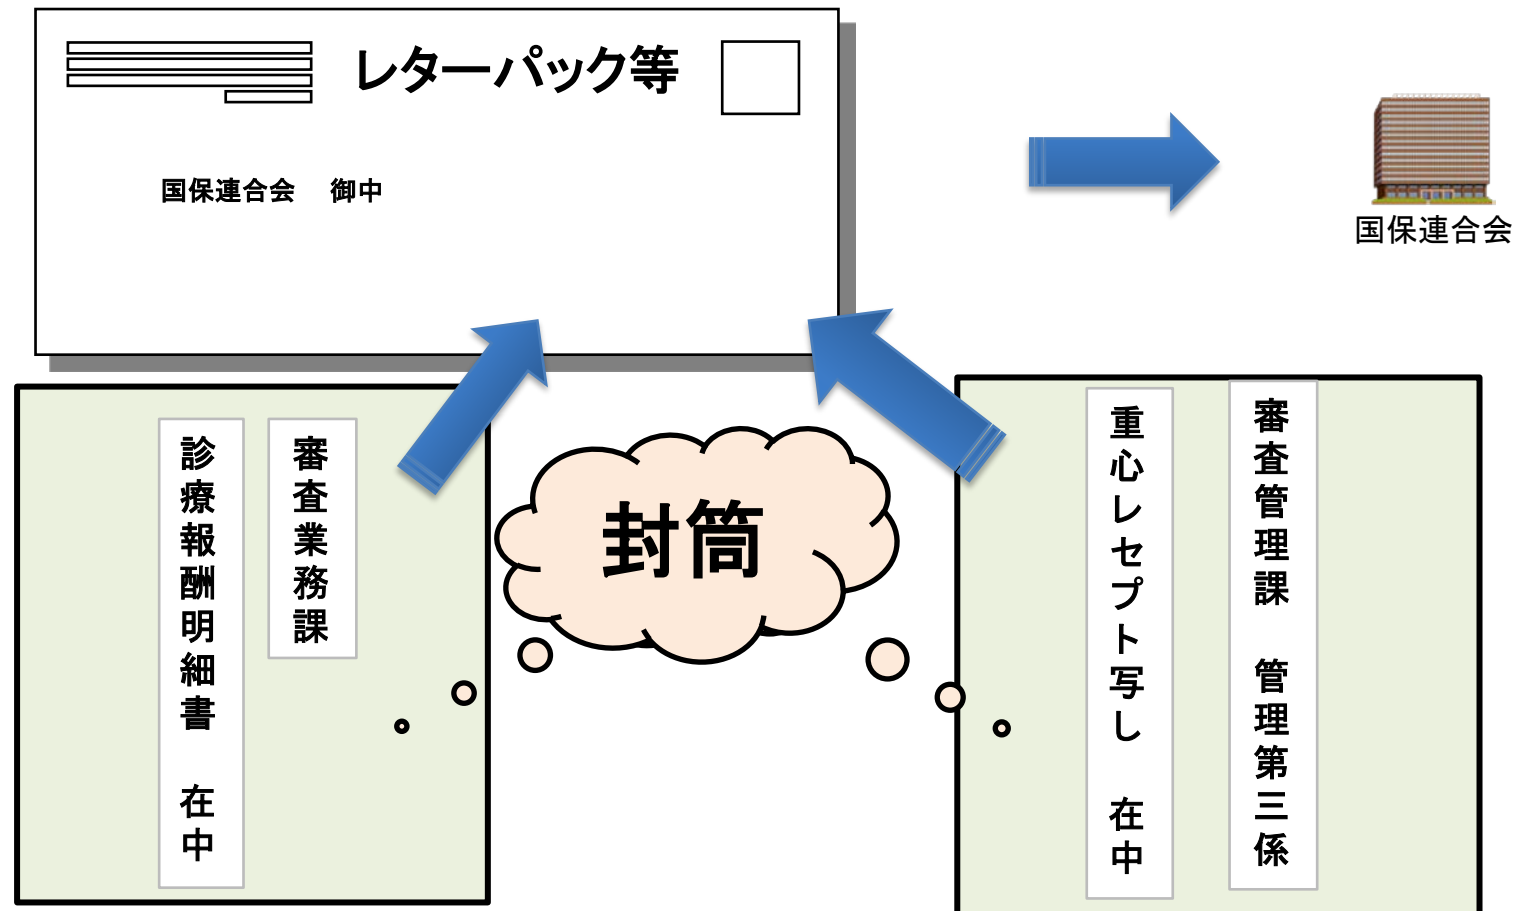 レターパック等
国保連合会　御中
国保連合会
審査業務課
診療報酬明細書　在中
封筒
審査管理課　管理第三係
重心レセプト写し　在中